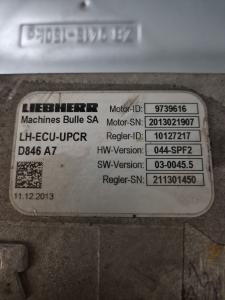 LIEBHERR
Machines Bulle SA
LH-ECU-UPCR
D846 A7
11.12.2013
Motor-ID: 9739616
Motor-SN: 2013021907
Regler-ID: 10127217
HW-Version: 044-SPF2
SW-Version: 03-0045.5
Regler-SN: 211301450